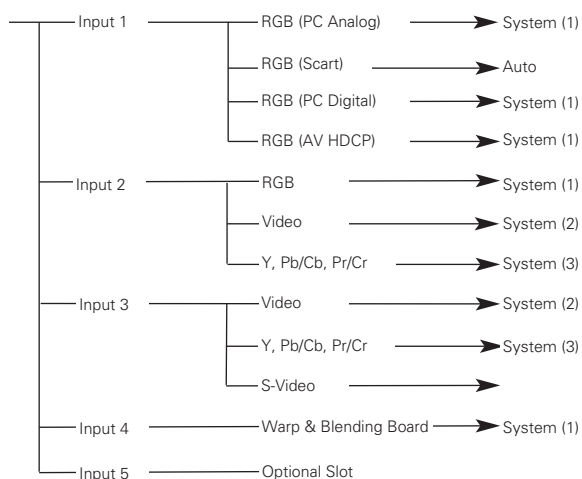 Input 1 RGB (PC Analog) System (1)
RGB (Scart) Auto
RGB (PC Digital) System (1)
RGB (AV HDCP) System (1)
Input 2 RGB System (1)
Video System (2)
Y, Pb/Cb, Pr/Cr System (3)
Input 3 Video System (2)
Y, Pb/Cb, Pr/Cr System (3)
S-Video
Input 4 Warp & Blending Board System (1)
Input 5 Optional Slot